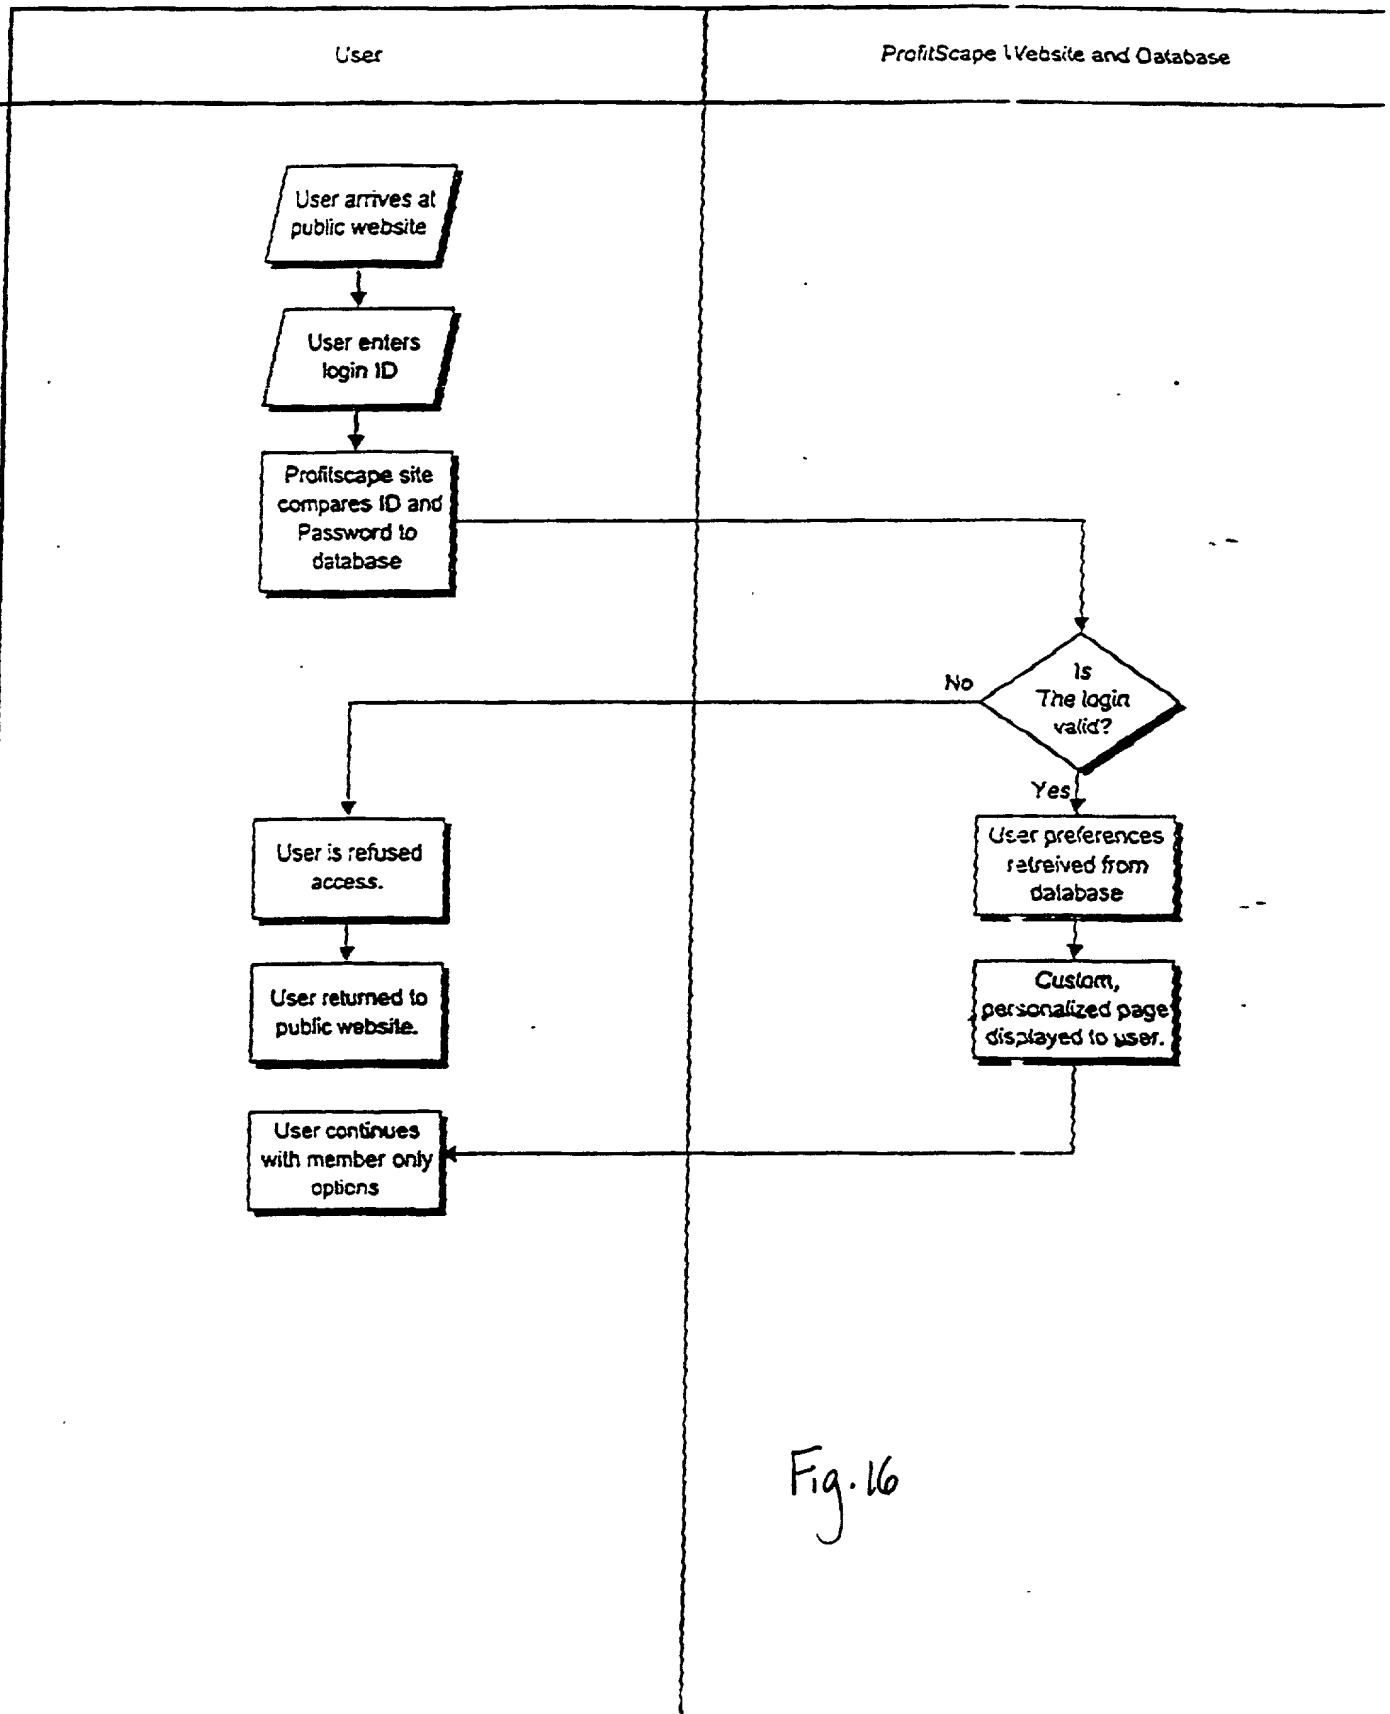 User
ProfitScape Website and Database
User arrives at
public website
User enters
login ID
Profitscape site
compares ID and
Password to
database
Is
The login
valid?
No
Yes
User is refused
access.
User preferences
retreived from
database
User returned to
public website.
Custom,
personalized page
displayed to user.
User continues
with member only
options
Fig. 16